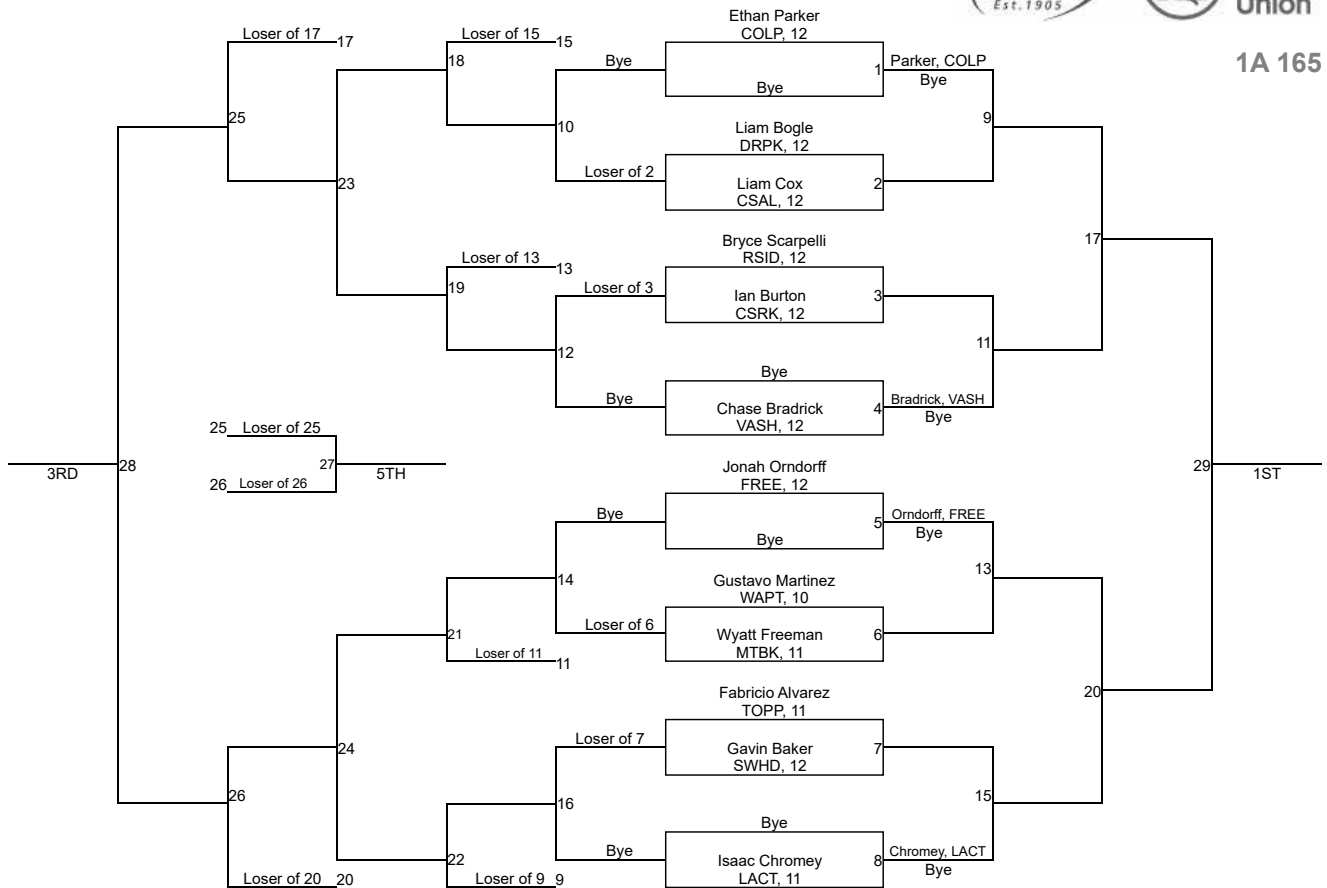 Est. 1905
Union
1A 165
Loser of 17
17
Loser of 15
15
Bye
Ethan Parker
COLP, 12
Bye
1
Parker, COLP
Bye
18
10
9
25
Liam Bogle
DRPK, 12
Loser of 2
Liam Cox
CSAL, 12
2
23
17
Bryce Scarpelli
RSID, 12
Loser of 13
13
Loser of 3
Ian Burton
CSRK, 12
3
19
12
11
Bye
Bye
Chase Bradrick
VASH, 12
4
Bradrick, VASH
Bye
25
Loser of 25
27
5TH
26
Loser of 26
3RD
28
29
1ST
Jonah Orndorff
FREE, 12
Bye
Bye
5
Orndorff, FREE
Bye
14
13
Gustavo Martinez
WAPT, 10
Loser of 6
Wyatt Freeman
MTBK, 11
6
21
Loser of 11
11
Fabricio Alvarez
TOPP, 11
20
Loser of 7
Gavin Baker
SWHD, 12
7
24
26
16
15
Bye
Bye
Isaac Chromey
LACT, 11
8
Chromey, LACT
Bye
22
Loser of 20
20
Loser of 9
9